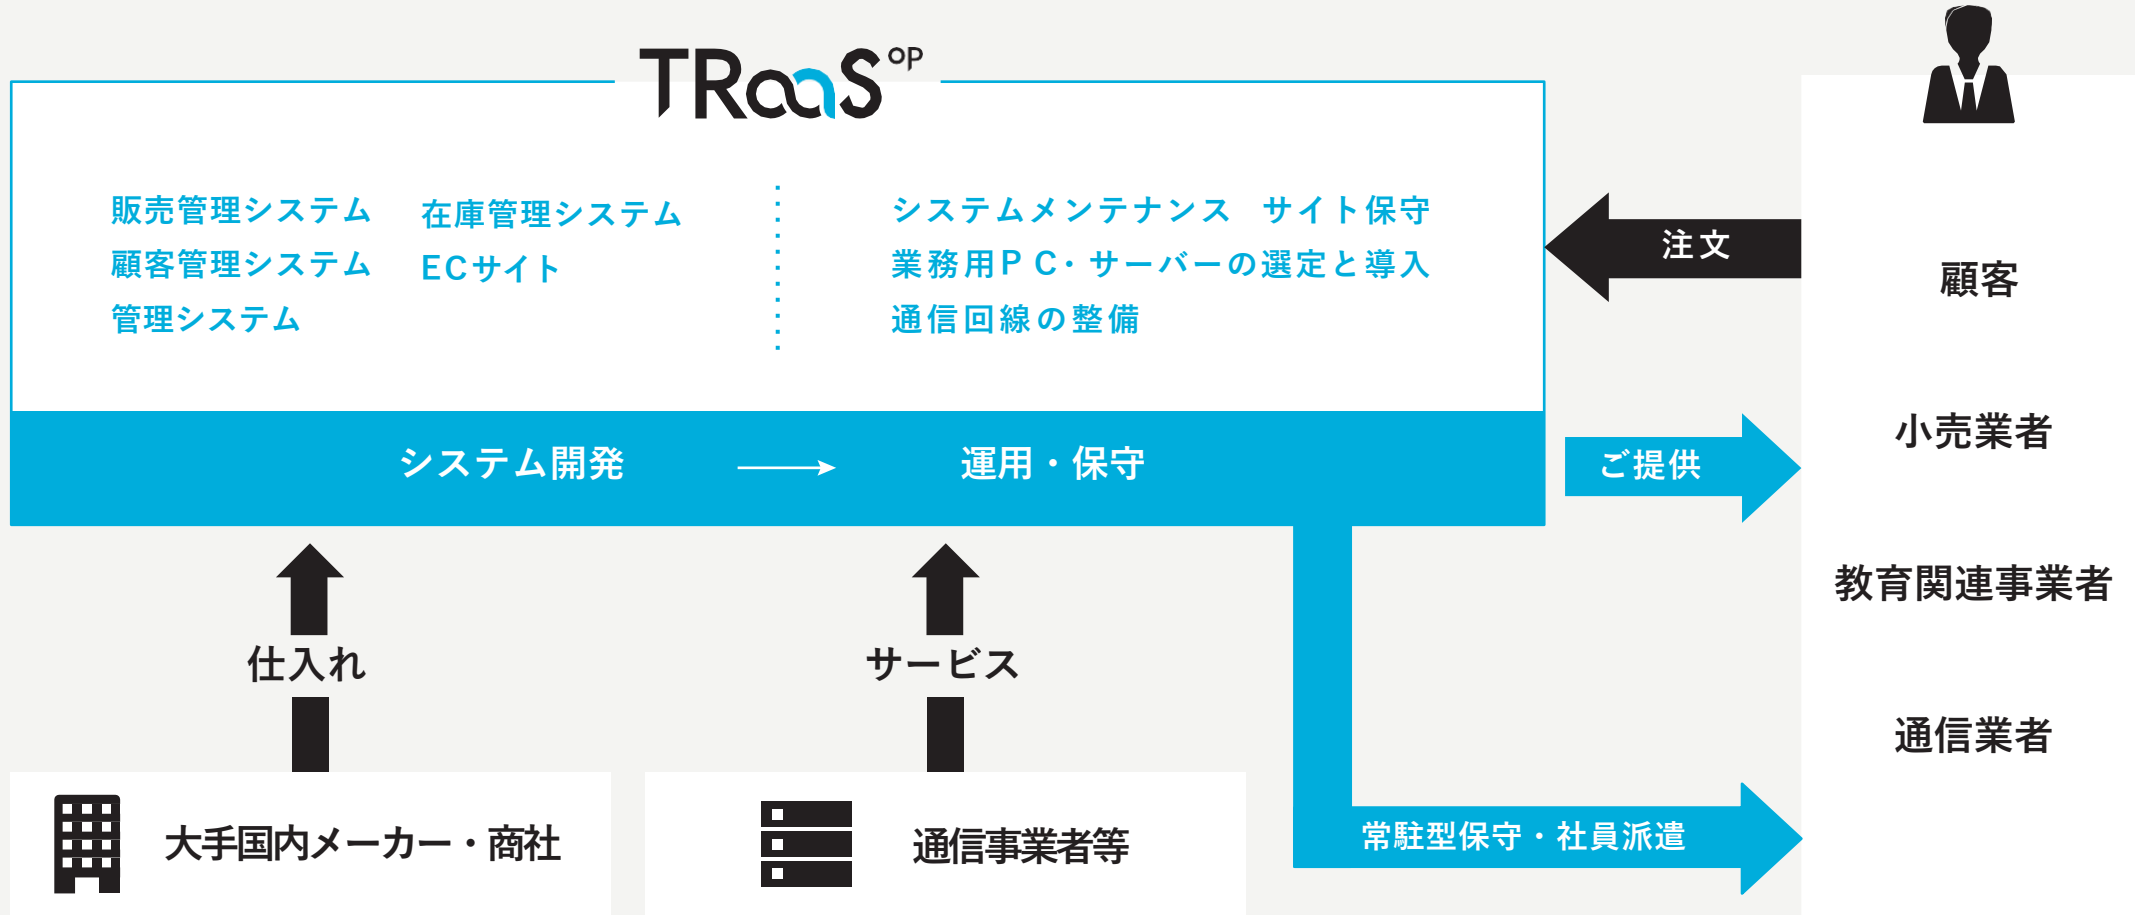 TRaaS OP
販売管理システム
在庫管理システム
顧客管理システム
ECサイト
管理システム
システムメンテナンス サイト保守
業務用PC・サーバーの選定と導入
通信回線の整備
システム開発
運用・保守
注文
ご提供
顧客
小売業者
教育関連事業者
通信業者
仕入れ
サービス
大手国内メーカー・商社
通信事業者等
常駐型保守・社員派遣